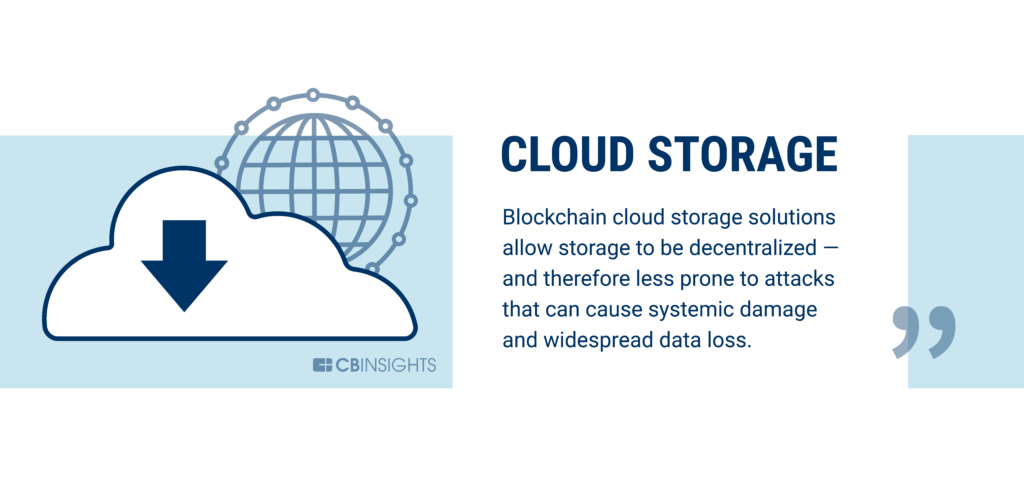 CLOUD STORAGE
Blockchain cloud storage solutions
allow storage to be decentralized —
and therefore less prone to attacks
that can cause systemic damage
and widespread data loss.
”
CBINSIGHTS